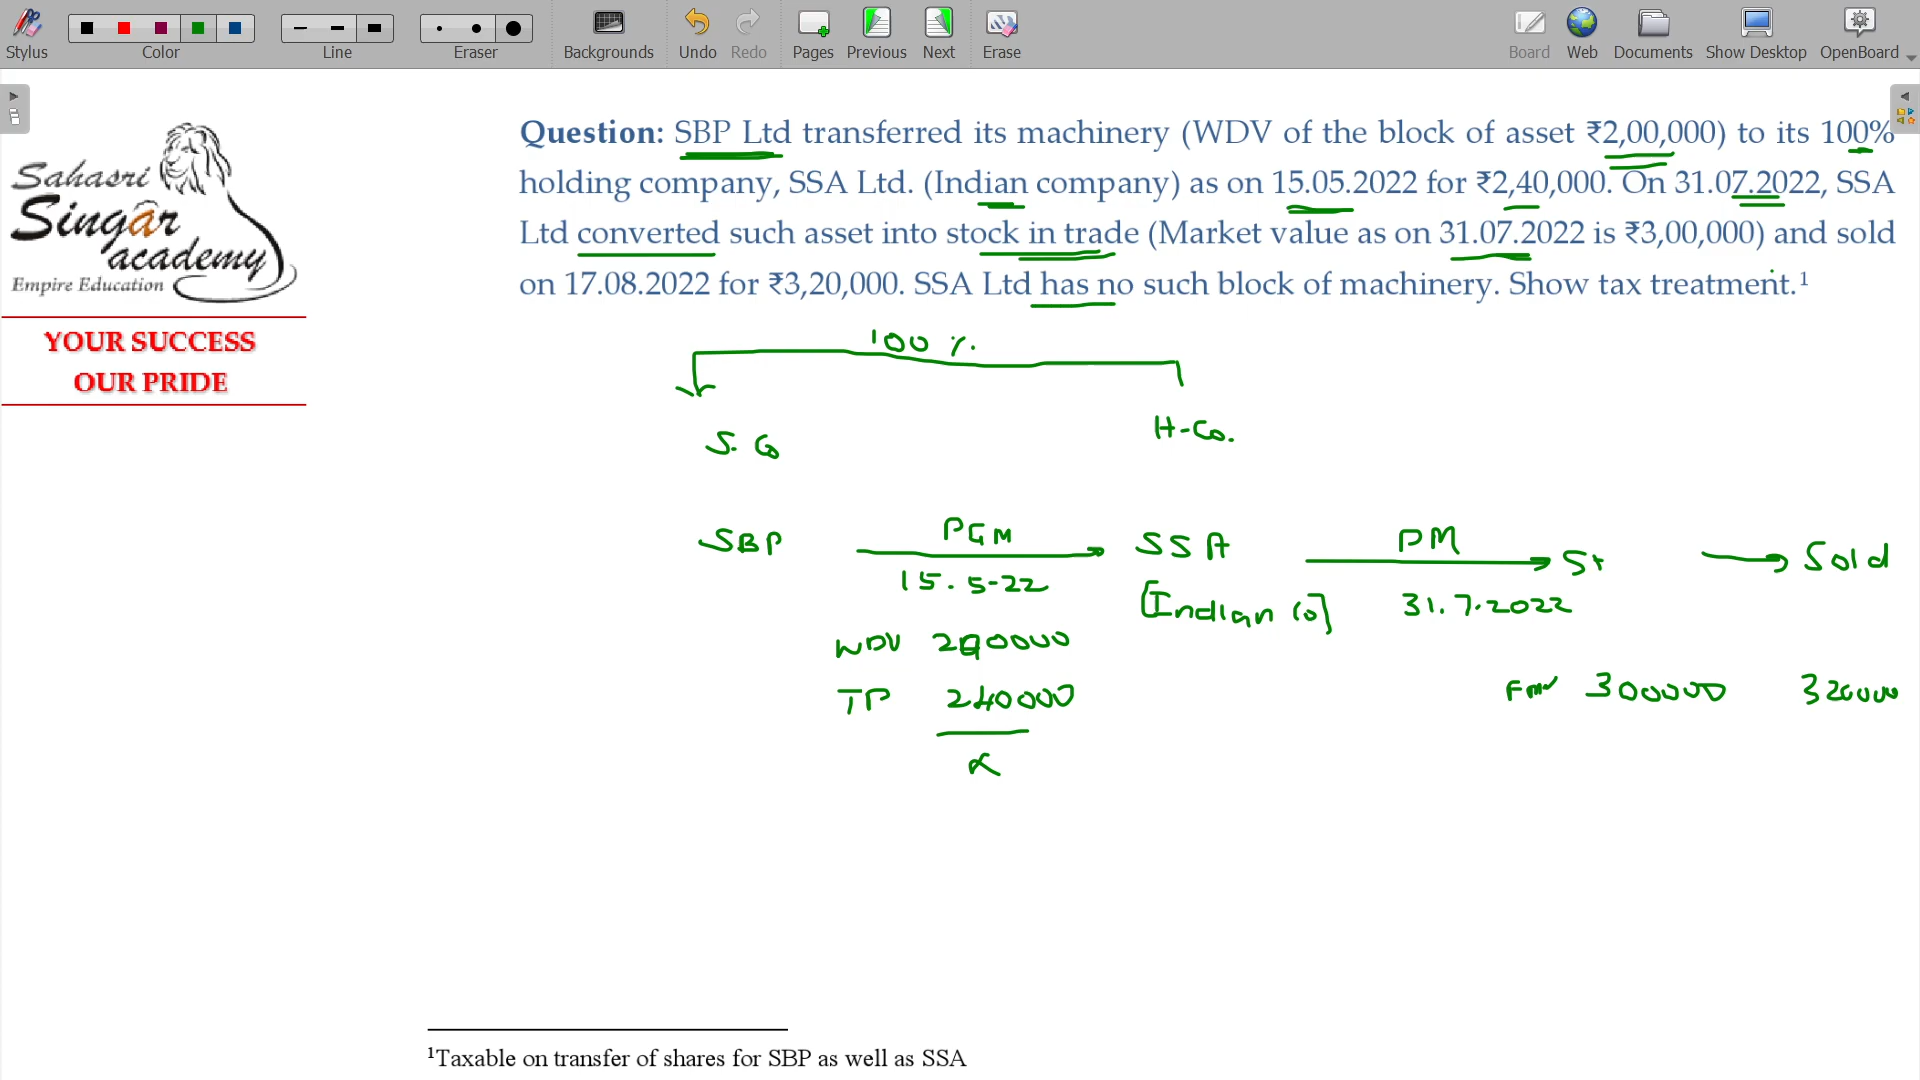 Stylus Color Line Eraser Backgrounds Undo Redo Pages Previous Next Erase Board Web Documents Show Desktop OpenBoard
Sahasri
Singār
academy
Empire Education
YOUR SUCCESS
OUR PRIDE
Question: SBP Ltd transferred its machinery (WDV of the block of asset ₹2,00,000) to its 100%
holding company, SSA Ltd. (Indian company) as on 15.05.2022 for ₹2,40,000. On 31.07.2022, SSA
Ltd converted such asset into stock in trade (Market value as on 31.07.2022 is ₹3,00,000) and sold
on 17.08.2022 for ₹3,20,000. SSA Ltd has no such block of machinery. Show tax treatment.¹
100 %
S. Co H-Co.
SBP PGM SSA PM St Sold
15.5-22 [Indian Co] 31.7.2022
WDV 200000
TP 240000 FMV 300000 320000
x
¹Taxable on transfer of shares for SBP as well as SSA